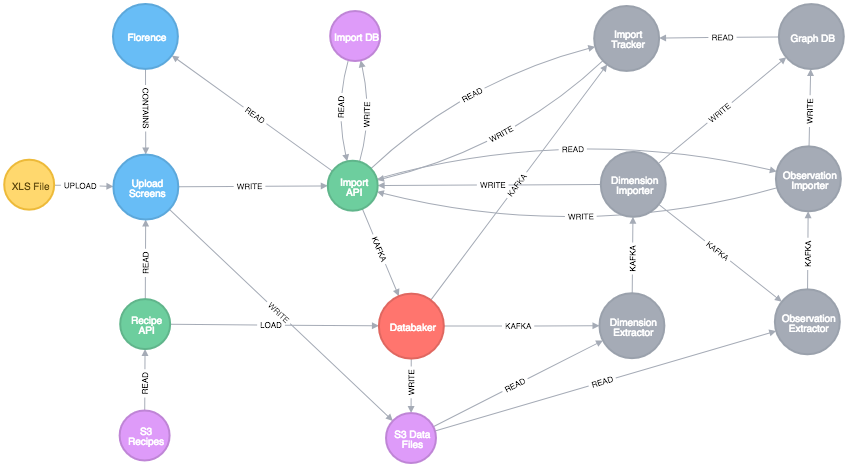 Florence
Import DB
Import
Tracker
READ
Graph DB
READ
CONTAINS
READ
WRITE
READ
WRITE
WRITE
WRITE
READ
XLS File
UPLOAD
Upload
Screens
WRITE
Import
API
WRITE
KAFKA
Dimension
Importer
Observation
Importer
WRITE
KAFKA
READ
KAFKA
KAFKA
KAFKA
WRITE
Recipe
API
LOAD
Databaker
KAFKA
Dimension
Extractor
Observation
Extractor
READ
WRITE
READ
READ
S3
Recipes
S3 Data
Files